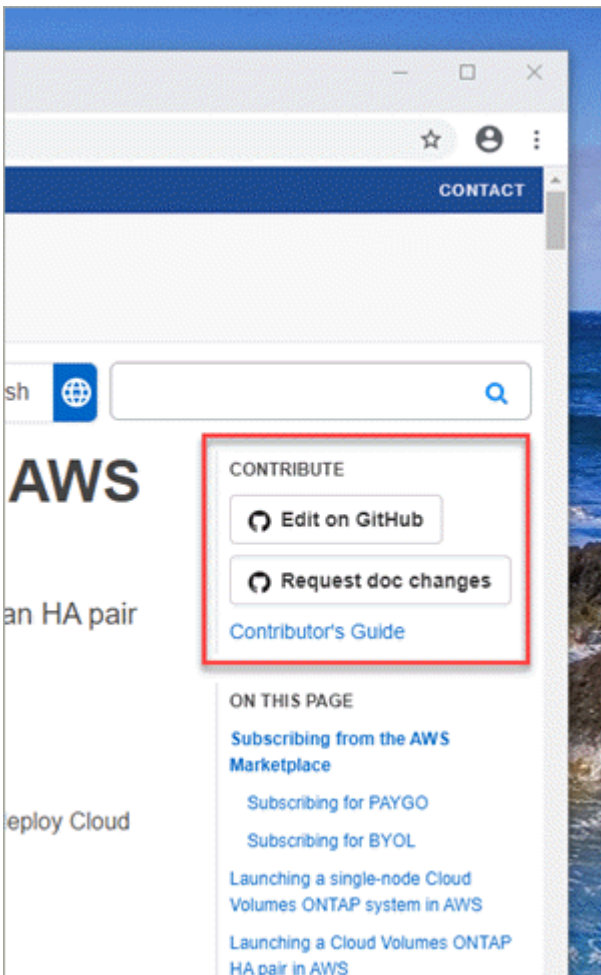 CONTACT
sh
AWS
CONTRIBUTE
Edit on GitHub
Request doc changes
an HA pair
Contributor's Guide
ON THIS PAGE
Subscribing from the AWS
Marketplace
Subscribing for PAYGO
eploy Cloud
Subscribing for BYOL
Launching a single-node Cloud
Volumes ONTAP system in AWS
Launching a Cloud Volumes ONTAP
HA pair in AWS